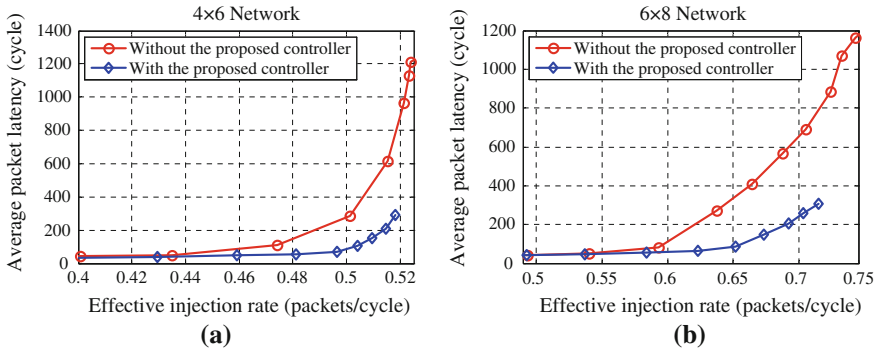 4×6 Network
Average packet latency (cycle)
1400
1200
1000
800
600
400
200
0
Without the proposed controller
With the proposed controller
0.4 0.42 0.44 0.46 0.48 0.5 0.52
Effective injection rate (packets/cycle)
(a)
6×8 Network
Average packet latency (cycle)
1200
1000
800
600
400
200
0
Without the proposed controller
With the proposed controller
0.5 0.55 0.6 0.65 0.7 0.75
Effective injection rate (packets/cycle)
(b)